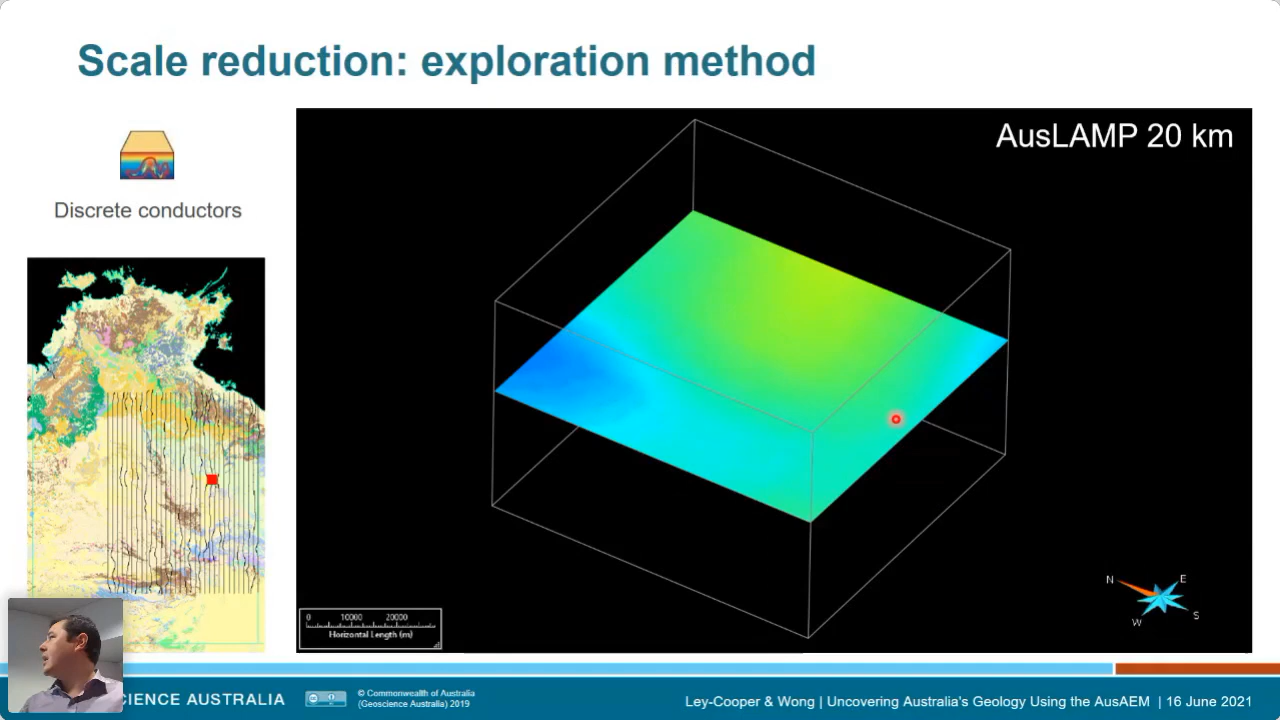 Scale reduction: exploration method
AusLAMP 20 km
Discrete conductors
N
E
S
W
0 10000 20000
Horizontal Length (m)
SCIENCE AUSTRALIA
© Commonwealth of Australia
(Geoscience Australia) 2019
Ley-Cooper & Wong | Uncovering Australia's Geology Using the AusAEM | 16 June 2021